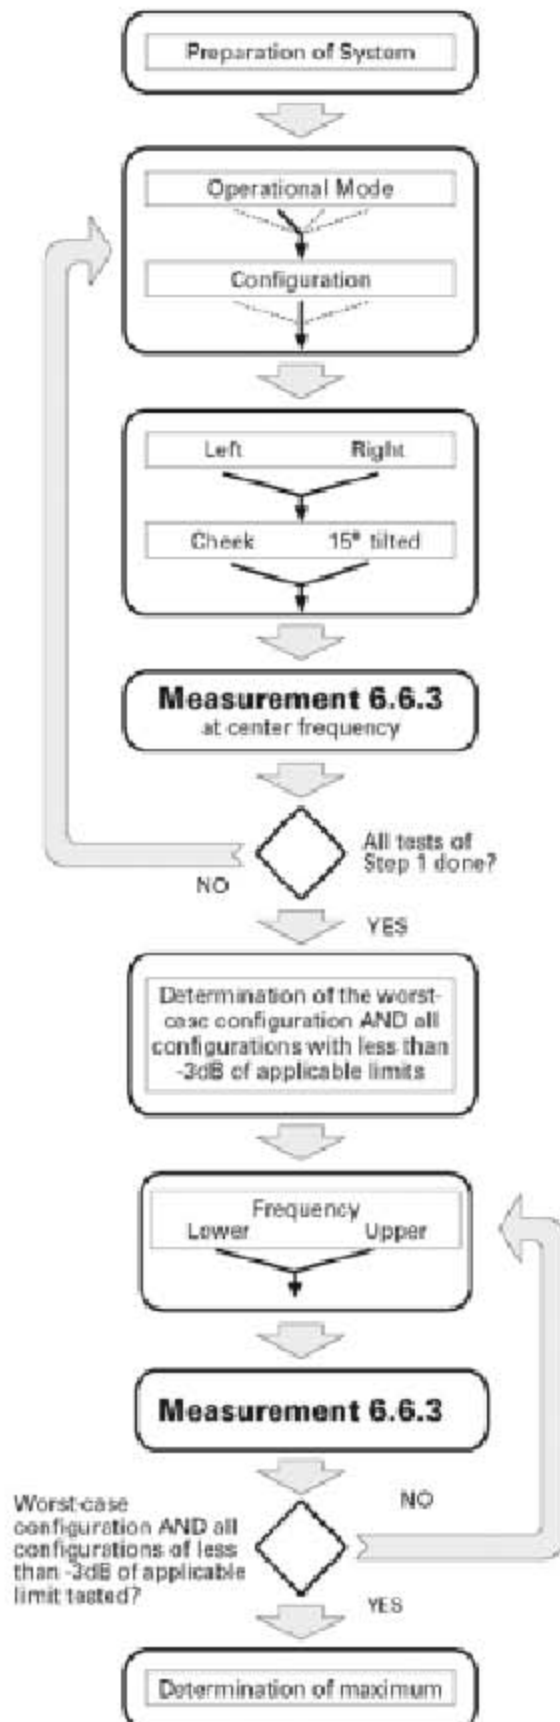 Preparation of System
Operational Mode
Configuration
Left Right
Cheek 15° tilted
Measurement 6.6.3
at center frequency
All tests of
Step 1 done?
NO
YES
Determination of the worst-
case configuration AND all
configurations with less than
-3dB of applicable limits
Frequency
Lower Upper
Measurement 6.6.3
Worst-case
configuration AND all
configurations of less
than -3dB of applicable
limit tested?
NO
YES
Determination of maximum